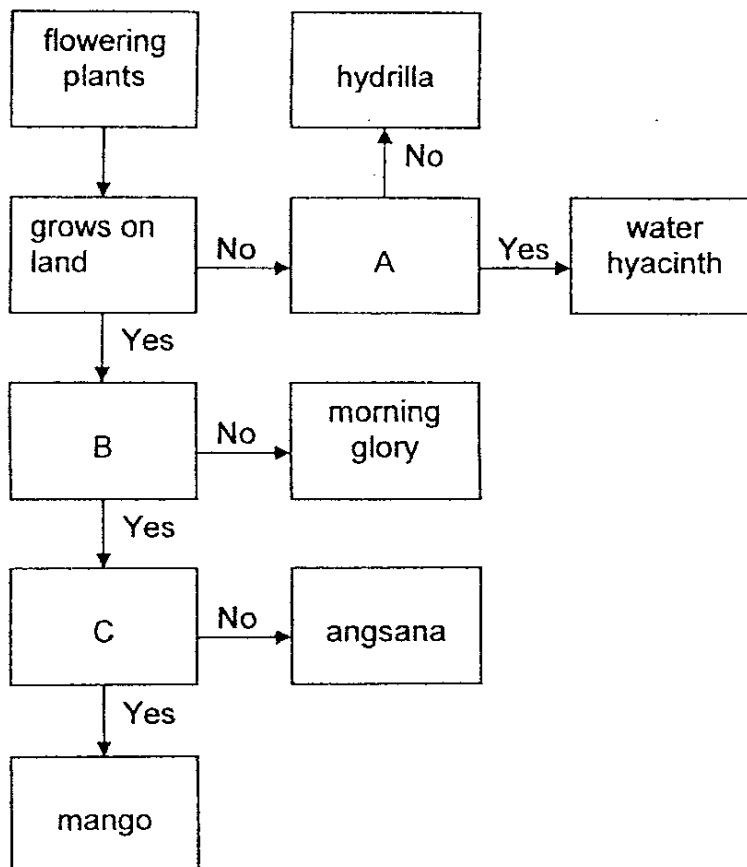 flowering
plants
hydrilla
No
grows on
land
No
A
Yes
water
hyacinth
Yes
B
No
morning
glory
Yes
C
No
angsana
Yes
mango